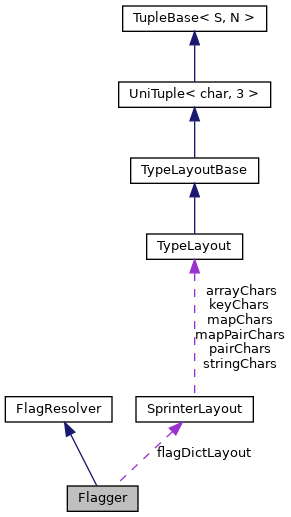 TupleBase< S, N >
UniTuple< char, 3 >
TypeLayoutBase
TypeLayout
arrayChars
keyChars
mapChars
mapPairChars
pairChars
stringChars
FlagResolver
SprinterLayout
flagDictLayout
Flagger